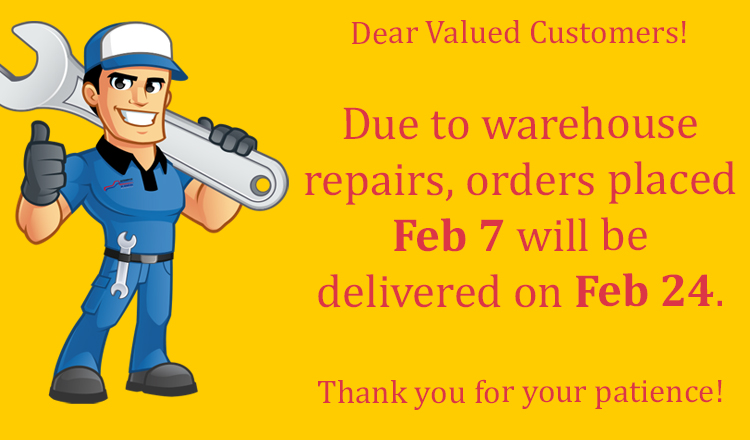 Dear Valued Customers!
Due to warehouse
repairs, orders placed
Feb 7 will be
delivered on Feb 24.
Thank you for your patience!